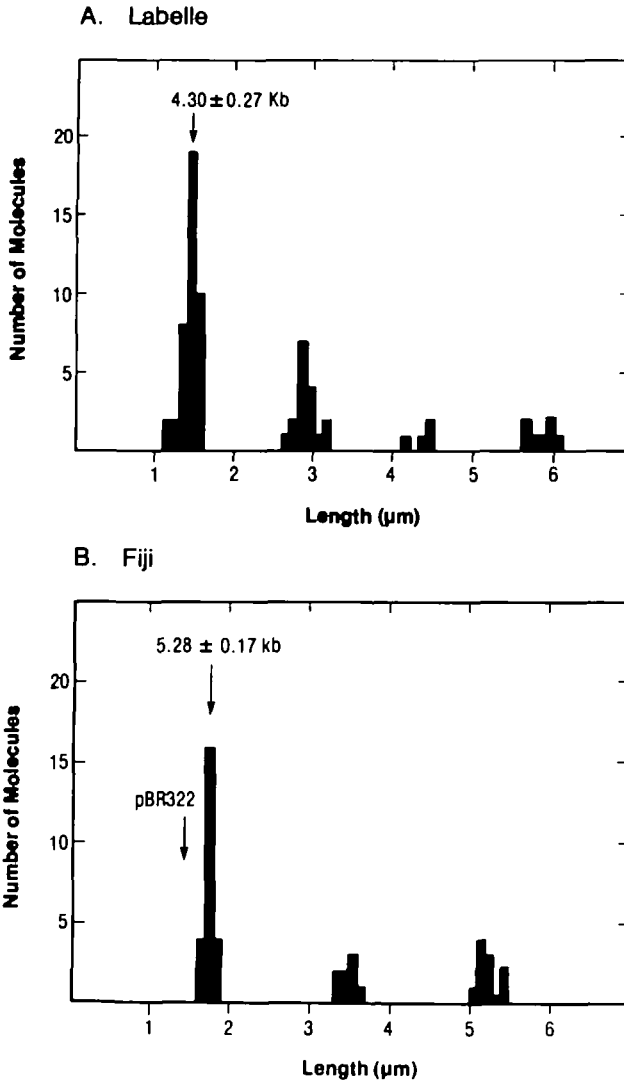 A. Labelle
4.30 ± 0.27 Kb
20
15
10
5
Number of Molecules
1 2 3 4 5 6
Length (µm)
B. Fiji
5.28 ± 0.17 kb
pBR322
20
15
10
5
Number of Molecules
1 2 3 4 5 6
Length (µm)